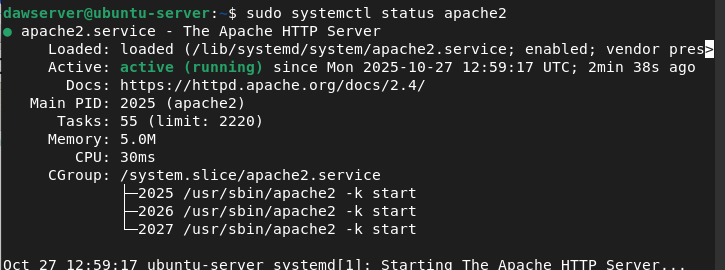 dawserver@ubuntu-server:~$ sudo systemctl status apache2
● apache2.service - The Apache HTTP Server
Loaded: loaded (/lib/systemd/system/apache2.service; enabled; vendor pres>
Active: active (running) since Mon 2025-10-27 12:59:17 UTC; 2min 38s ago
Docs: https://httpd.apache.org/docs/2.4/
Main PID: 2025 (apache2)
Tasks: 55 (limit: 2220)
Memory: 5.0M
CPU: 30ms
CGroup: /system.slice/apache2.service
├─2025 /usr/sbin/apache2 -k start
├─2026 /usr/sbin/apache2 -k start
└─2027 /usr/sbin/apache2 -k start
Oct 27 12:59:17 ubuntu-server systemd[1]: Starting The Apache HTTP Server...